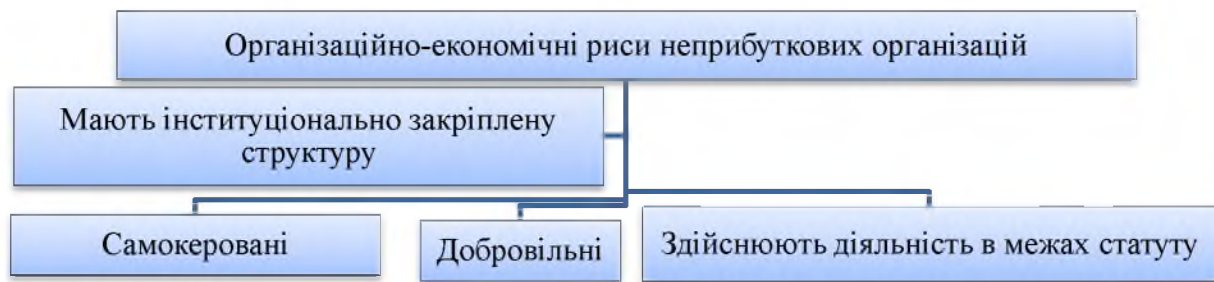 Організаційно-економічні риси неприбуткових організацій
Мають інституціонально закріплену
структуру
Самокеровані
Добровільні
Здійснюють діяльність в межах статуту